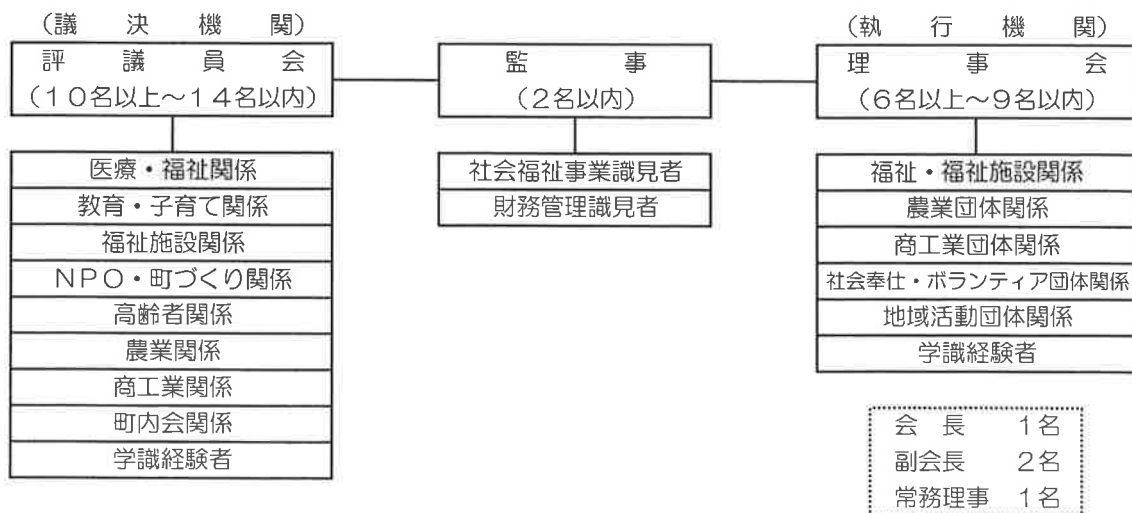 (議決機関)
評議員会
(10名以上~14名以内)
医療・福祉関係
教育・子育て関係
福祉施設関係
NPO・町づくり関係
高齢者関係
農業関係
商工業関係
町内会関係
学識経験者
監事
(2名以内)
社会福祉事業識見者
財務管理識見者
(執行機関)
理事会
(6名以上~9名以内)
福祉・福祉施設関係
農業団体関係
商工業団体関係
社会奉仕・ボランティア団体関係
地域活動団体関係
学識経験者
会長 1名
副会長 2名
常務理事 1名